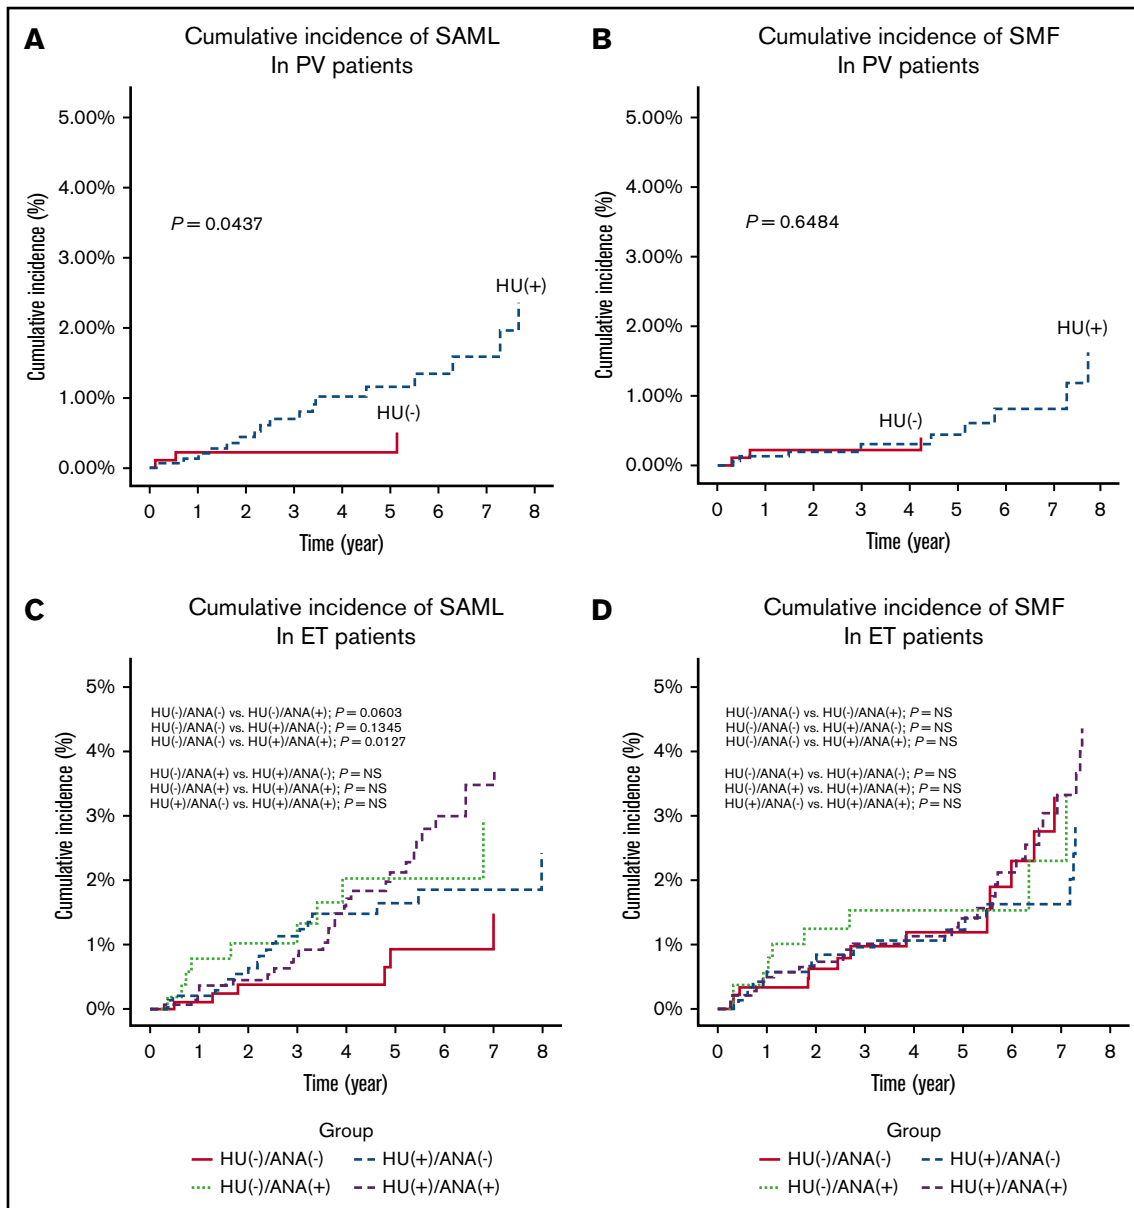 A
Cumulative incidence of SAML
In PV patients
5.00%
4.00%
3.00%
2.00%
1.00%
0.00%
Cumulative incidence (%)
P = 0.0437
HU(+)
HU(-)
0 1 2 3 4 5 6 7 8
Time (year)
B
Cumulative incidence of SMF
In PV patients
5.00%
4.00%
3.00%
2.00%
1.00%
0.00%
Cumulative incidence (%)
P = 0.6484
HU(+)
HU(-)
0 1 2 3 4 5 6 7 8
Time (year)
C
Cumulative incidence of SAML
In ET patients
5%
4%
3%
2%
1%
0%
Cumulative incidence (%)
HU(-)/ANA(-) vs. HU(-)/ANA(+); P = 0.0603
HU(-)/ANA(-) vs. HU(+)/ANA(-); P = 0.1345
HU(-)/ANA(-) vs. HU(+)/ANA(+); P = 0.0127
HU(-)/ANA(+) vs. HU(+)/ANA(-); P = NS
HU(-)/ANA(+) vs. HU(+)/ANA(+); P = NS
HU(+)/ANA(-) vs. HU(+)/ANA(+); P = NS
0 1 2 3 4 5 6 7 8
Time (year)
Group
HU(-)/ANA(-) HU(+)/ANA(-)
HU(-)/ANA(+) HU(+)/ANA(+)
D
Cumulative incidence of SMF
In ET patients
5%
4%
3%
2%
1%
0%
Cumulative incidence (%)
HU(-)/ANA(-) vs. HU(-)/ANA(+); P = NS
HU(-)/ANA(-) vs. HU(+)/ANA(-); P = NS
HU(-)/ANA(-) vs. HU(+)/ANA(+); P = NS
HU(-)/ANA(+) vs. HU(+)/ANA(-); P = NS
HU(-)/ANA(+) vs. HU(+)/ANA(+); P = NS
HU(+)/ANA(-) vs. HU(+)/ANA(+); P = NS
0 1 2 3 4 5 6 7 8
Time (year)
Group
HU(-)/ANA(-) HU(+)/ANA(-)
HU(-)/ANA(+) HU(+)/ANA(+)